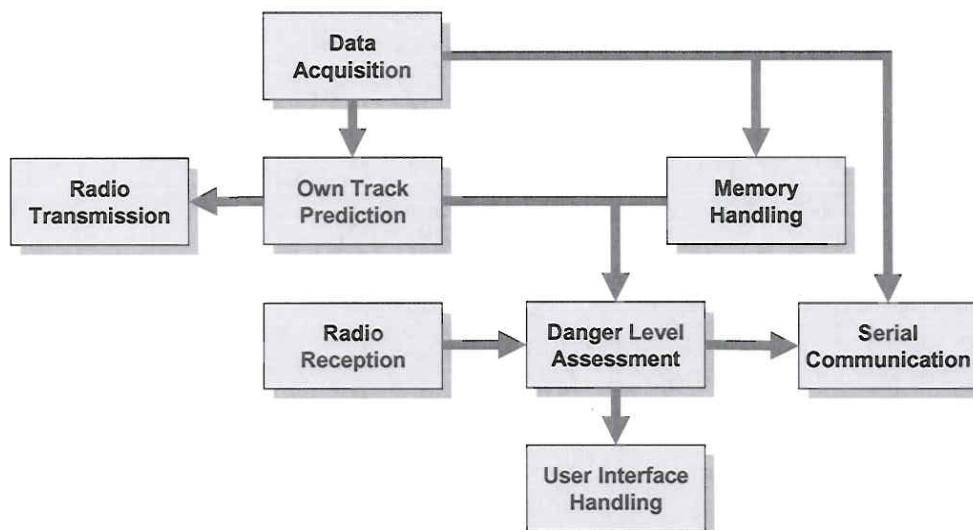 Data
Acquisition
Radio
Transmission
Own Track
Prediction
Memory
Handling
Radio
Reception
Danger Level
Assessment
Serial
Communication
User Interface
Handling